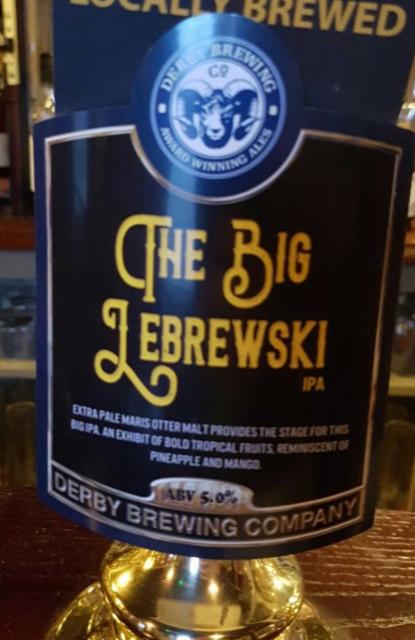 LOCALLY BREWED
DERBY BREWING
CO
AWARD WINNING ALES
THE BIG
LEBREWSKI
IPA
EXTRA PALE MARIS OTTER MALT PROVIDES THE STAGE FOR THIS
BIG IPA. AN EXHIBIT OF BOLD TROPICAL FRUITS, REMINISCENT OF
PINEAPPLE AND MANGO.
ABV 5.0%
DERBY BREWING COMPANY